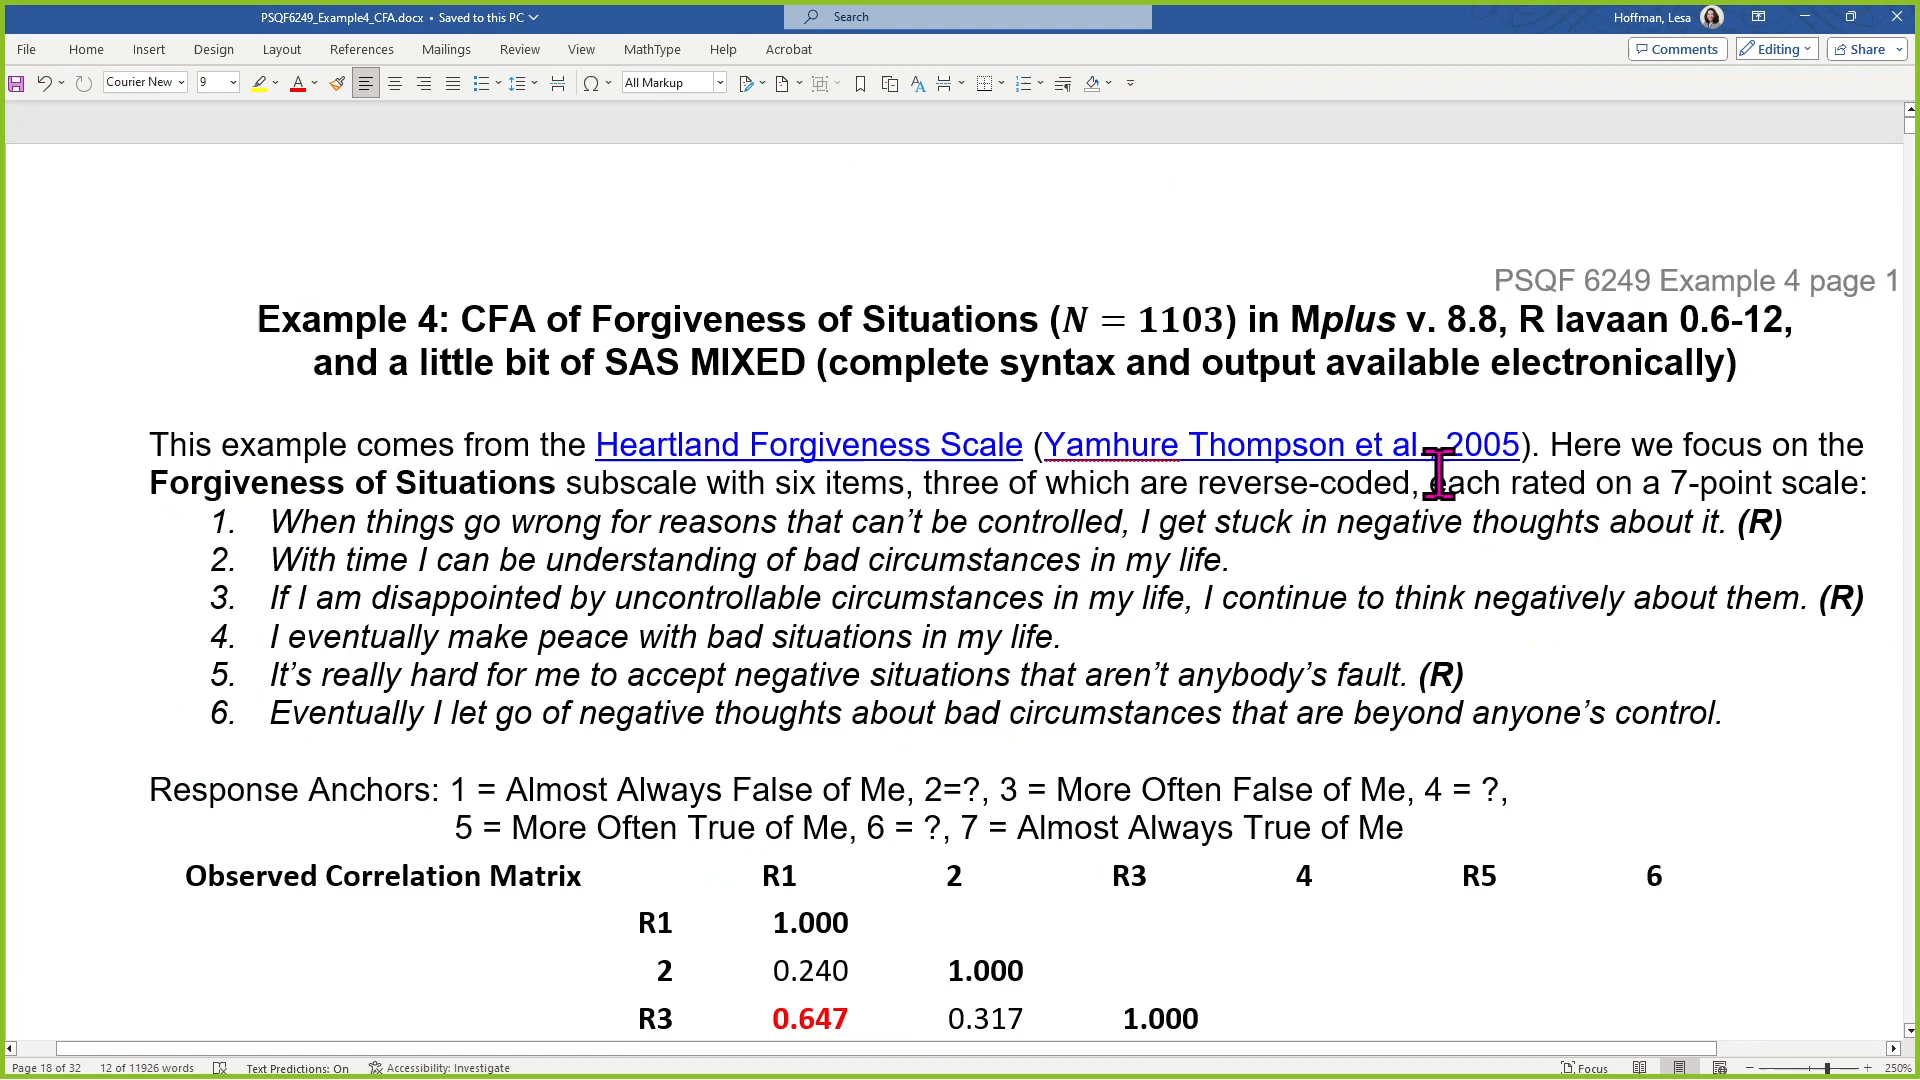 PSQF6249_Example4_CFA.docx • Saved to this PC
Search
Hoffman, Lesa
File Home Insert Design Layout References Mailings Review View MathType Help Acrobat
Comments Editing Share
Courier New 9 All Markup
PSQF 6249 Example 4 page 1
Example 4: CFA of Forgiveness of Situations (N = 1103) in Mplus v. 8.8, R lavaan 0.6-12,
and a little bit of SAS MIXED (complete syntax and output available electronically)
This example comes from the Heartland Forgiveness Scale (Yamhure Thompson et al., 2005). Here we focus on the
Forgiveness of Situations subscale with six items, three of which are reverse-coded, each rated on a 7-point scale:
1. When things go wrong for reasons that can’t be controlled, I get stuck in negative thoughts about it. (R)
2. With time I can be understanding of bad circumstances in my life.
3. If I am disappointed by uncontrollable circumstances in my life, I continue to think negatively about them. (R)
4. I eventually make peace with bad situations in my life.
5. It’s really hard for me to accept negative situations that aren’t anybody’s fault. (R)
6. Eventually I let go of negative thoughts about bad circumstances that are beyond anyone’s control.
Response Anchors: 1 = Almost Always False of Me, 2=?, 3 = More Often False of Me, 4 = ?,
5 = More Often True of Me, 6 = ?, 7 = Almost Always True of Me
Observed Correlation Matrix R1 2 R3 4 R5 6
R1 1.000
2 0.240 1.000
R3 0.647 0.317 1.000
Page 18 of 32 12 of 11926 words Text Predictions: On Accessibility: Investigate Focus 250%